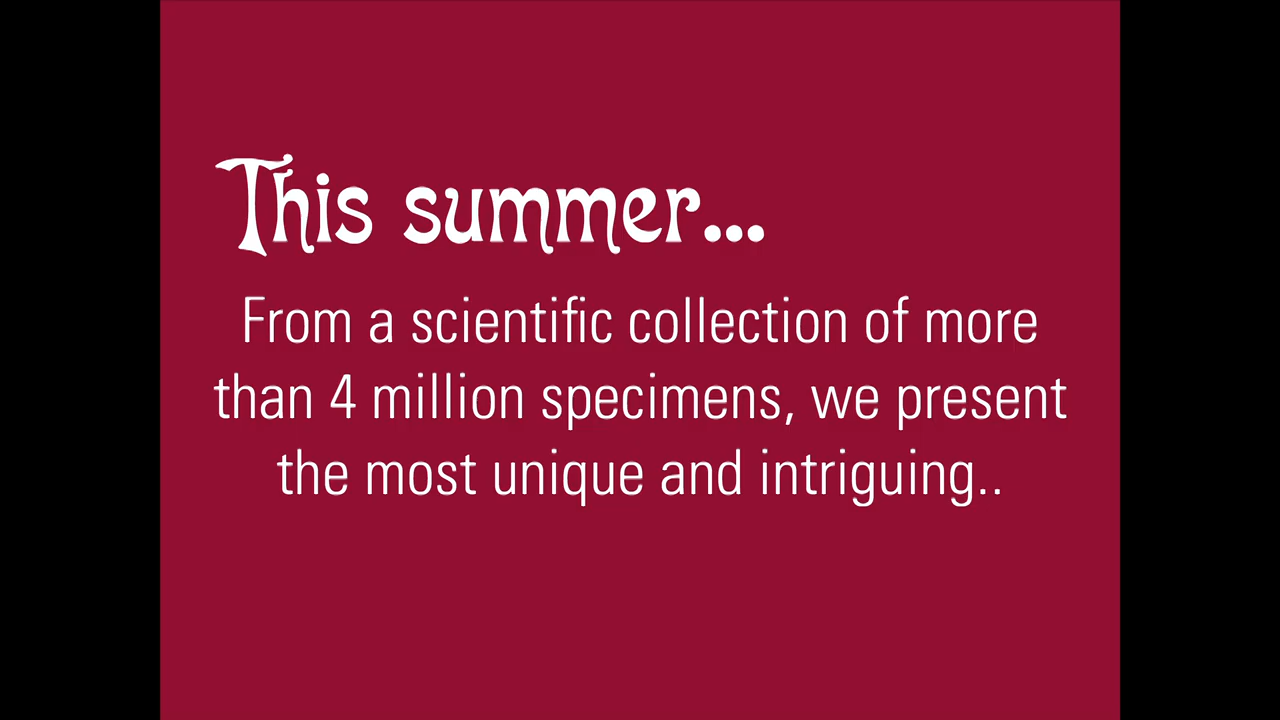 This summer...
From a scientific collection of more
than 4 million specimens, we present
the most unique and intriguing..